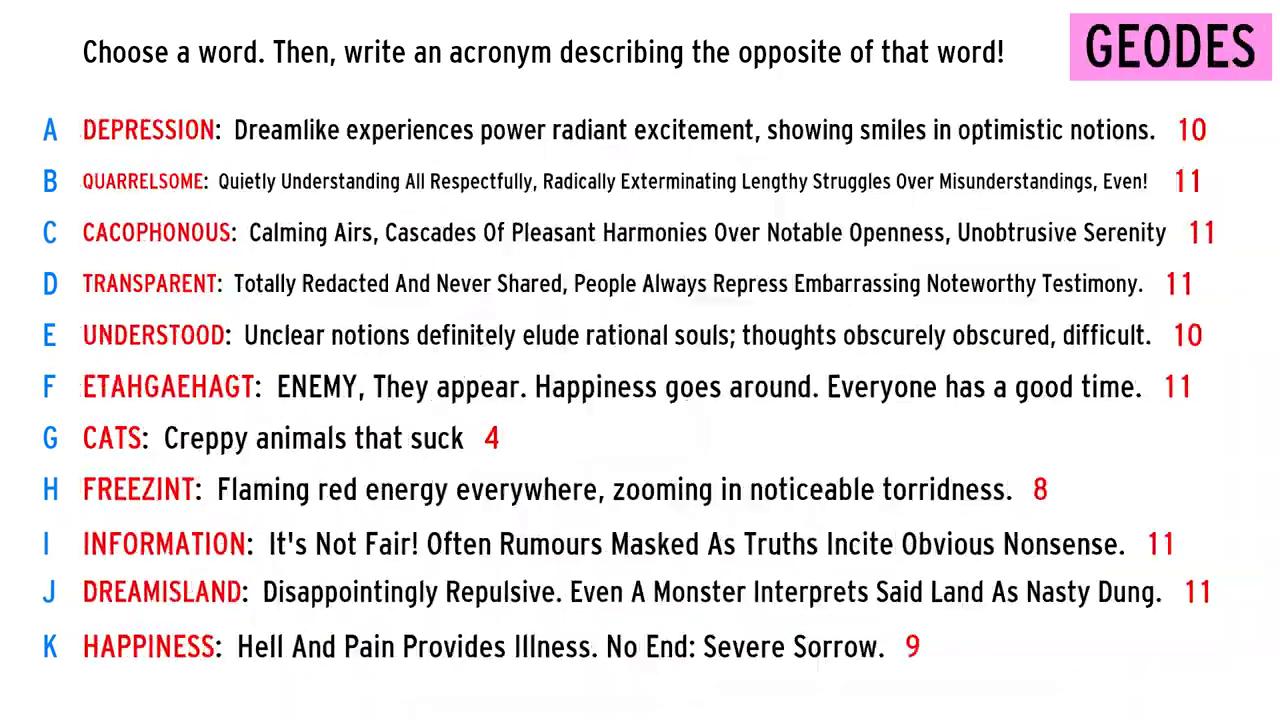 Choose a word. Then, write an acronym describing the opposite of that word!
GEODES
A DEPRESSION: Dreamlike experiences power radiant excitement, showing smiles in optimistic notions. 10
B QUARRELSOME: Quietly Understanding All Respectfully, Radically Exterminating Lengthy Struggles Over Misunderstandings, Even! 11
C CACOPHONOUS: Calming Airs, Cascades Of Pleasant Harmonies Over Notable Openness, Unobtrusive Serenity 11
D TRANSPARENT: Totally Redacted And Never Shared, People Always Repress Embarrassing Noteworthy Testimony. 11
E UNDERSTOOD: Unclear notions definitely elude rational souls; thoughts obscurely obscured, difficult. 10
F ETAHGAEHAGT: ENEMY, They appear. Happiness goes around. Everyone has a good time. 11
G CATS: Creppy animals that suck 4
H FREEZINT: Flaming red energy everywhere, zooming in noticeable torridness. 8
I INFORMATION: It's Not Fair! Often Rumours Masked As Truths Incite Obvious Nonsense. 11
J DREAMISLAND: Disappointingly Repulsive. Even A Monster Interprets Said Land As Nasty Dung. 11
K HAPPINESS: Hell And Pain Provides Illness. No End: Severe Sorrow. 9